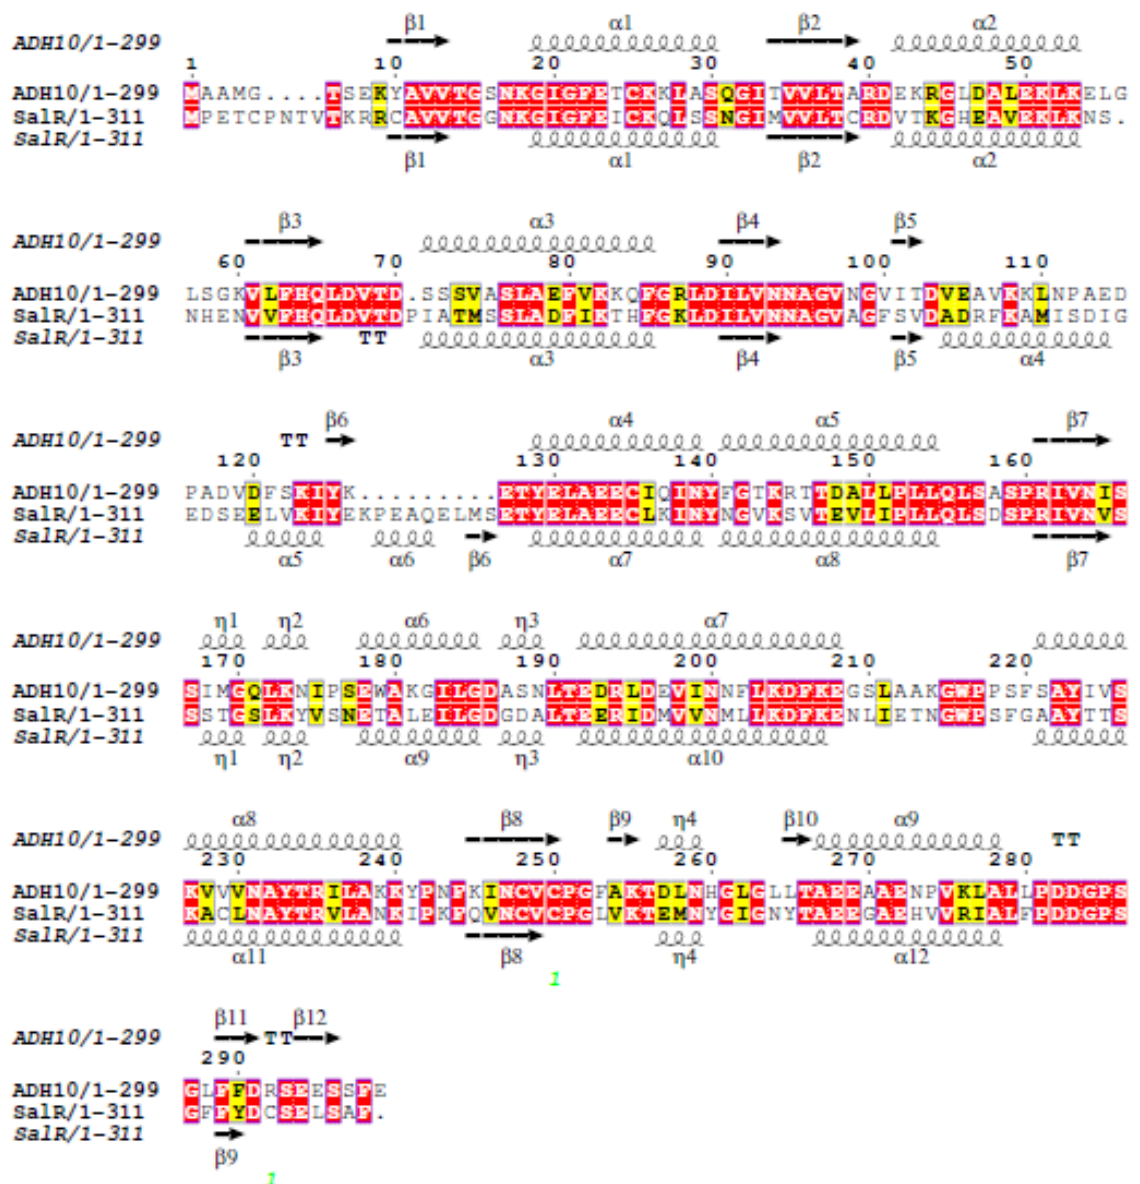 β1 α1 β2 α2
ADH10/1-299
1 10 20 30 40 50
ADH10/1-299 MAAMG....TSEKYAVVTGSNKGIGFETCKKLASQGITVVLTARDEKRGLDALEKLKELG
SalR/1-311 MPETCPNTVTKRRCAVVTGGNKGIGFEICKQLSSNGIMVVLTCRDVTKGHEAVEKLKNS.
SalR/1-311
β1 α1 β2 α2
β3 α3 β4 β5
ADH10/1-299
60 70 80 90 100 110
ADH10/1-299 LSGKVLFHQLDVTD.SSSVASLAEFVKKQFGRLDILVNNAGVNGVITDVEAVKKLNPAED
SalR/1-311 NHENVVFHQLDVTDPIATMSSLADFIKTHFGKLDILVNNAGVAGFSVDADRFKAMISDIG
SalR/1-311 TT
β3 α3 β4 β5 α4
β6 α4 α5 β7
ADH10/1-299 TT
120 130 140 150 160
ADH10/1-299 PADVDFSKIYK.........ETYELAEECIQINYFGTKRTTDALLPLLQLSASPRIVNIS
SalR/1-311 EDSEELVKIYEKPEAQELMSETYELAEECLKINYNGVKSVTEVLIPLLQLSDSPRIVNVS
SalR/1-311
α5 α6 β6 α7 α8 β7
η1 η2 α6 η3 α7
ADH10/1-299
170 180 190 200 210 220
ADH10/1-299 SIMGQLKNIPSEWAKGILGDASNLTEDRLDEVINNFLKDFKEGSLAAKGWPPSFSAYIVS
SalR/1-311 SSTGSLKYVSNETALEILGDGDALTEERIDMVVNMLLKDFKENLIETNGWPSFGAAYTTS
SalR/1-311
η1 η2 α9 η3 α10
α8 β8 β9 η4 β10 α9
ADH10/1-299 TT
230 240 250 260 270 280
ADH10/1-299 KVVVNAYTRILAKKYPNFKINCVCPGFAKTDLNHGLGLLTAEEAAENPVKLALLPDDGPS
SalR/1-311 KACLNAYTRVLANKIPKFQVNCVCPGLVKTEMNYGIGNYTAEEGAEHVVRIALFPDDGPS
SalR/1-311
α11 β8 η4 α12
1
β11 β12
ADH10/1-299 TT
290
ADH10/1-299 GLFFDRSEESSFE
SalR/1-311 GFFYDCSELSAF.
SalR/1-311
β9
1